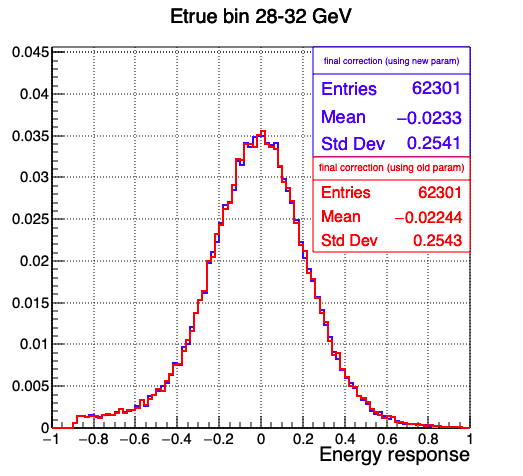 Etrue bin 28-32 GeV
final correction (using new param)
Entries 62301
Mean −0.0233
Std Dev 0.2541
final correction (using old param)
Entries 62301
Mean −0.02244
Std Dev 0.2543
0.045
0.04
0.035
0.03
0.025
0.02
0.015
0.01
0.005
0
−1 −0.8 −0.6 −0.4 −0.2 0 0.2 0.4 0.6 0.8 1
Energy response